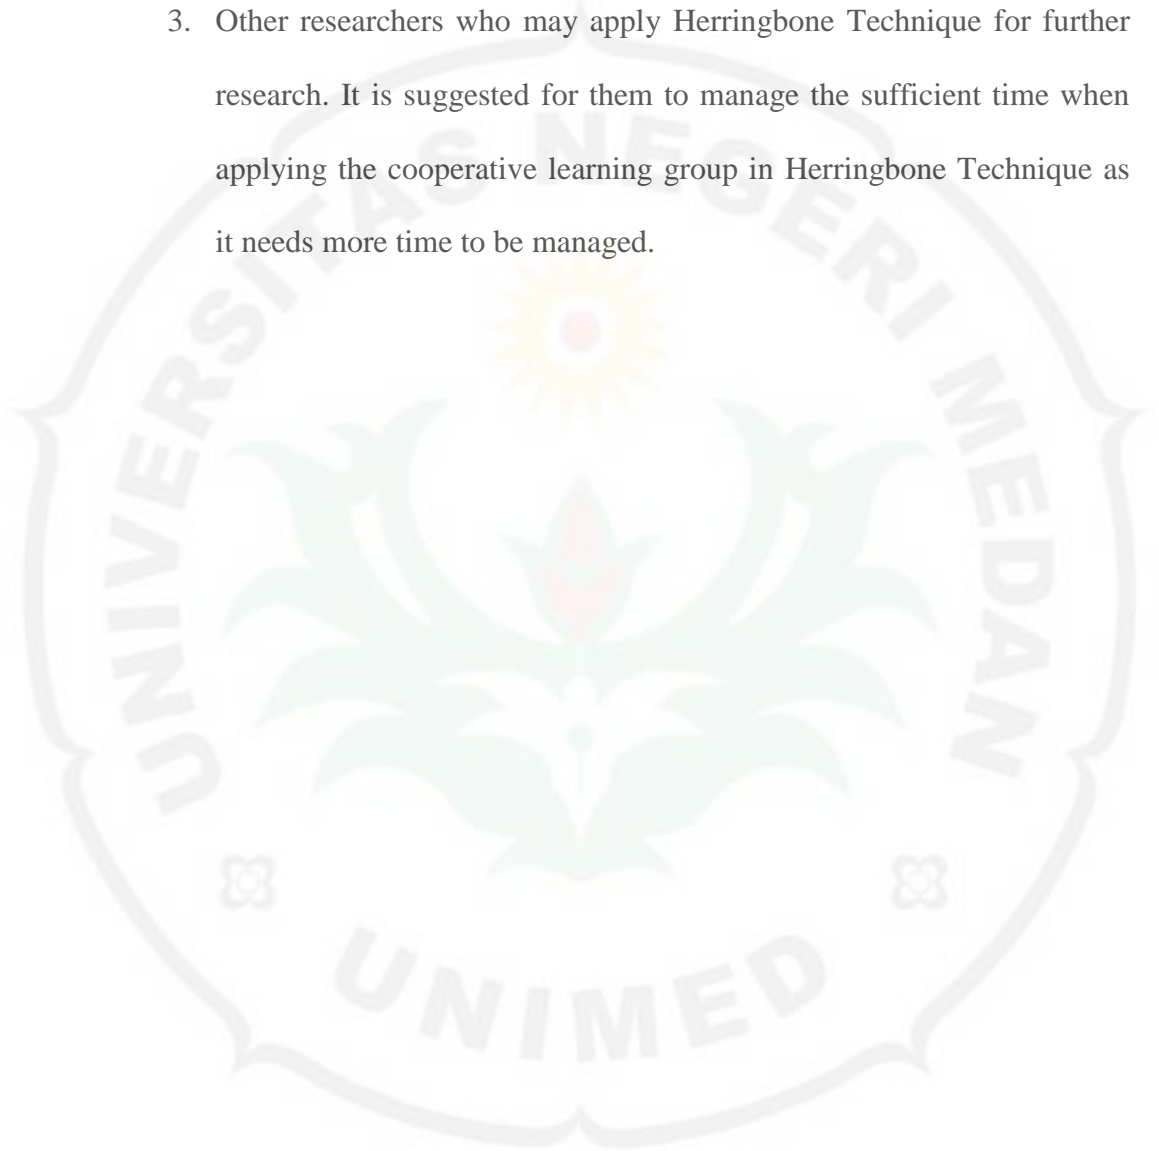 3. Other researchers who may apply Herringbone Technique for further
research. It is suggested for them to manage the sufficient time when
applying the cooperative learning group in Herringbone Technique as
it needs more time to be managed.
UNIVERSITAS NEGERI MEDAN
UNIMED